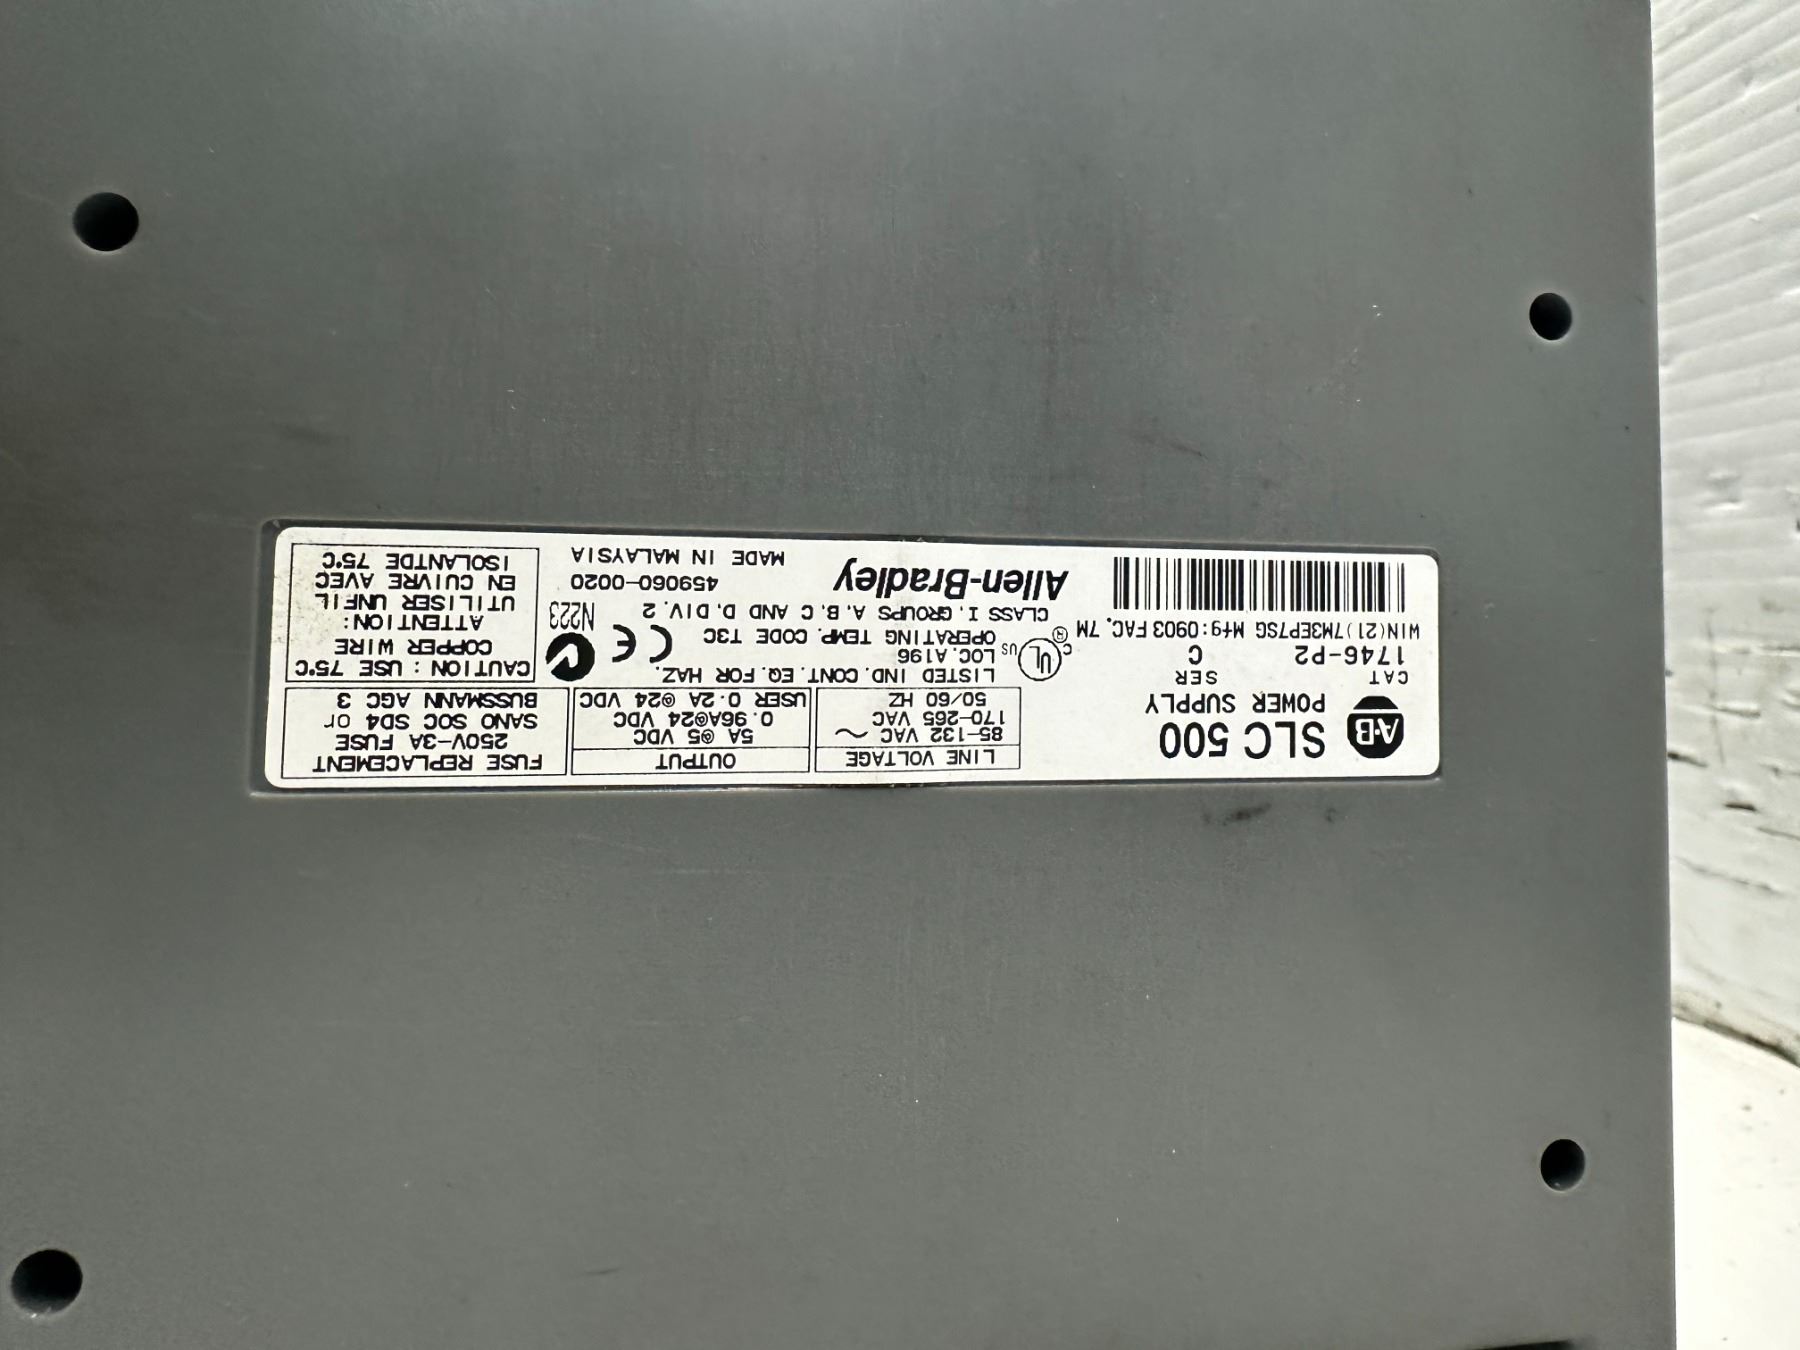 A-B
SLC 500
POWER SUPPLY
CAT SER
1746-P2 C
WIN(21)7M3EP7SG Mfg:0903 FAC. 7M
LINE VOLTAGE
85-132 VAC ~
170-265 VAC
50/60 HZ
OUTPUT
5A @5 VDC
0.96A@24 VDC
USER 0.2A @24 VDC
FUSE REPLACEMENT
250V-3A FUSE
SANO SOC SD4 or
BUSSMANN AGC 3
C UL US ®
LISTED IND. CONT. EQ. FOR HAZ.
LOC. A196
OPERATING TEMP. CODE T3C
CLASS I, GROUPS A, B, C AND D, DIV. 2
CE
N223
Allen-Bradley
459060-0020
MADE IN MALAYSIA
CAUTION: USE 75°C
COPPER WIRE
ATTENTION:
UTILISER UNFIL
EN CUIVRE AVEC
ISOLANTDE 75°C